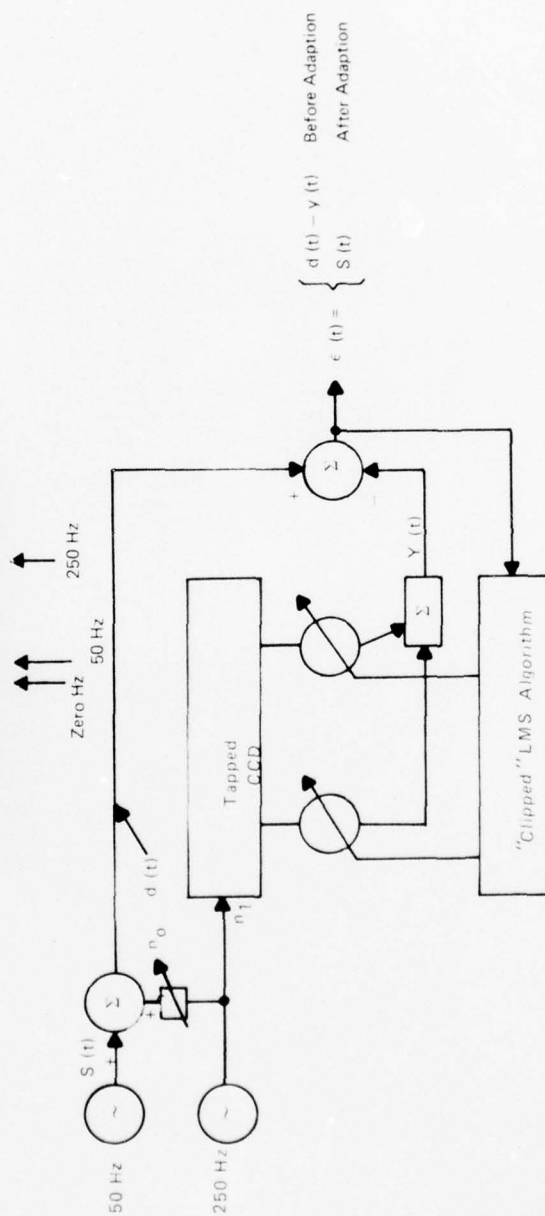 Zero Hz
50 Hz
250 Hz
50 Hz
S (t)
+
Σ
+
n₀
d (t)
250 Hz
~
~
n₁
Tapped
CCD
Σ
Y (t)
+
−
Σ
ϵ (t) =
d (t) − y (t) Before Adaption
S (t) After Adaption
"Clipped" LMS Algorithm